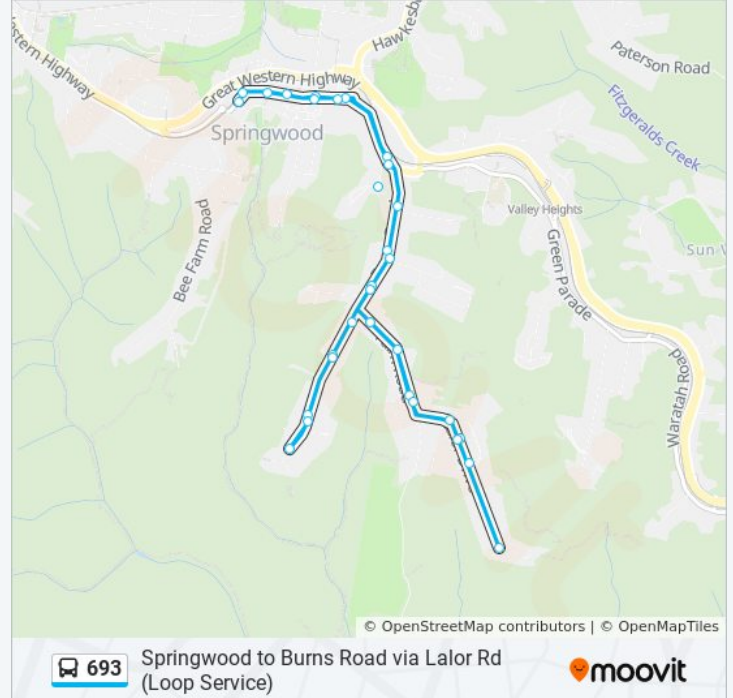 Western Highway
Great Western Highway
Hawkesb
Paterson Road
Fitzgeralds Creek
Springwood
Valley Heights
Sun V
Bee Farm Road
Green Parade
Waratah Road
© OpenStreetMap contributors | © OpenMapTiles
693
Springwood to Burns Road via Lalor Rd
(Loop Service)
moovit